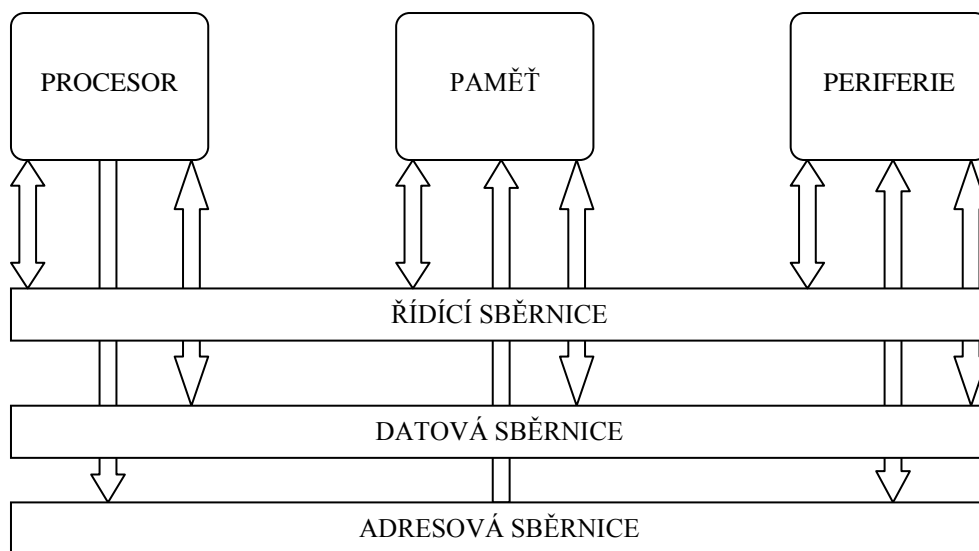 PROCESOR
PAMĚŤ
PERIFERIE
ŘÍDÍCÍ SBĚRNICE
DATOVÁ SBĚRNICE
ADRESOVÁ SBĚRNICE